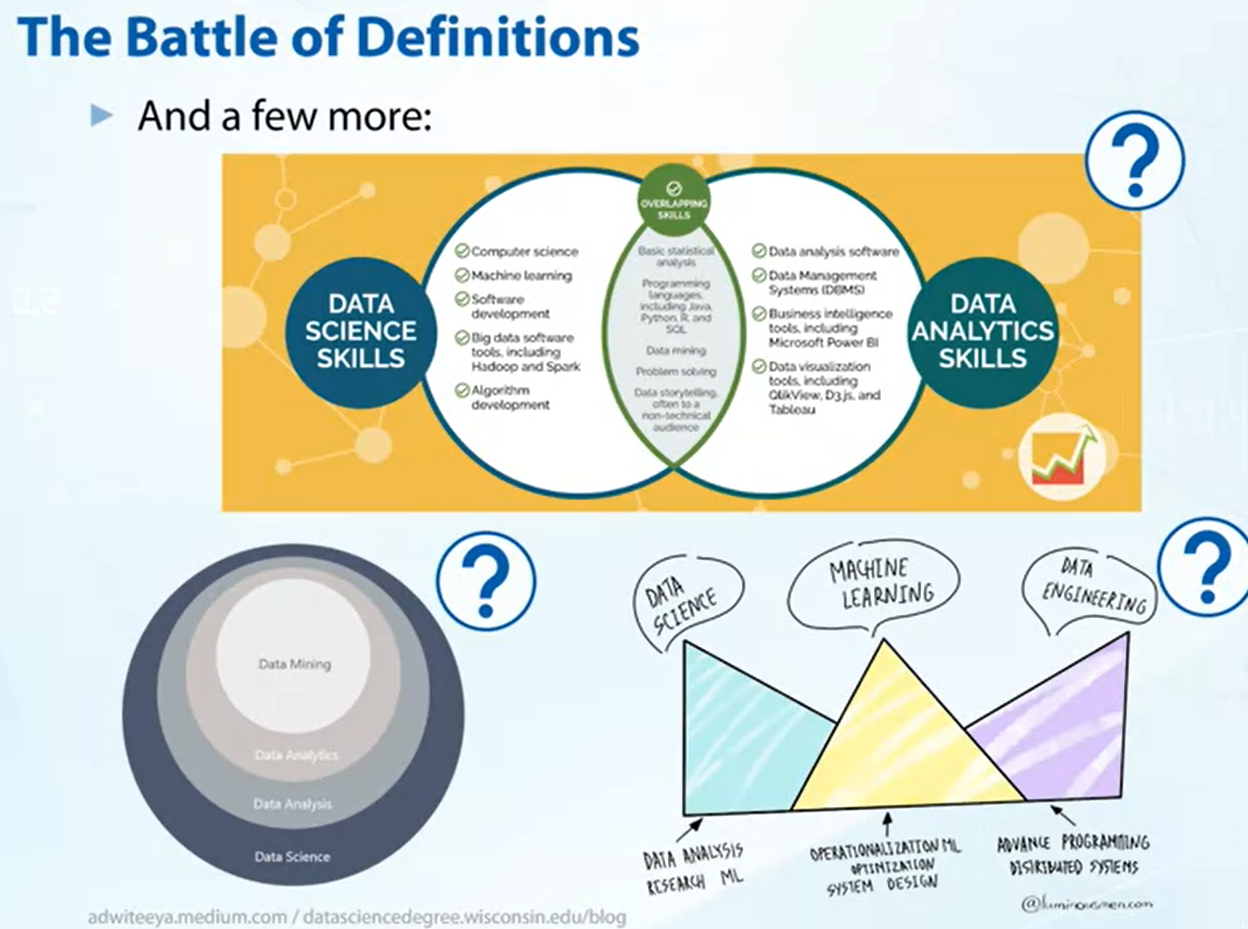 The Battle of Definitions
And a few more:
?
OVERLAPPING
SKILLS
DATA
SCIENCE
SKILLS
Computer science
Machine learning
Software
development
Big data software
tools, including
Hadoop and Spark
Algorithm
development
Basic statistical
analysis
Programming
languages,
including Java,
Python, R, and
SQL
Data mining
Problem solving
Data storytelling,
often to a
non-technical
audience
Data analysis software
Data Management
Systems (DBMS)
Business intelligence
tools, including
Microsoft Power BI
Data visualization
tools, including
QlikView, D3.js, and
Tableau
DATA
ANALYTICS
SKILLS
?
Data Mining
Data Analytics
Data Analysis
Data Science
?
DATA
SCIENCE
MACHINE
LEARNING
DATA
ENGINEERING
DATA ANALYSIS
RESEARCH ML
OPERATIONALIZATION ML
OPTIMIZATION
SYSTEM DESIGN
ADVANCE PROGRAMMING
DISTRIBUTED SYSTEMS
@luminousmen.com
adwiteeya.medium.com / datasciencedegree.wisconsin.edu/blog